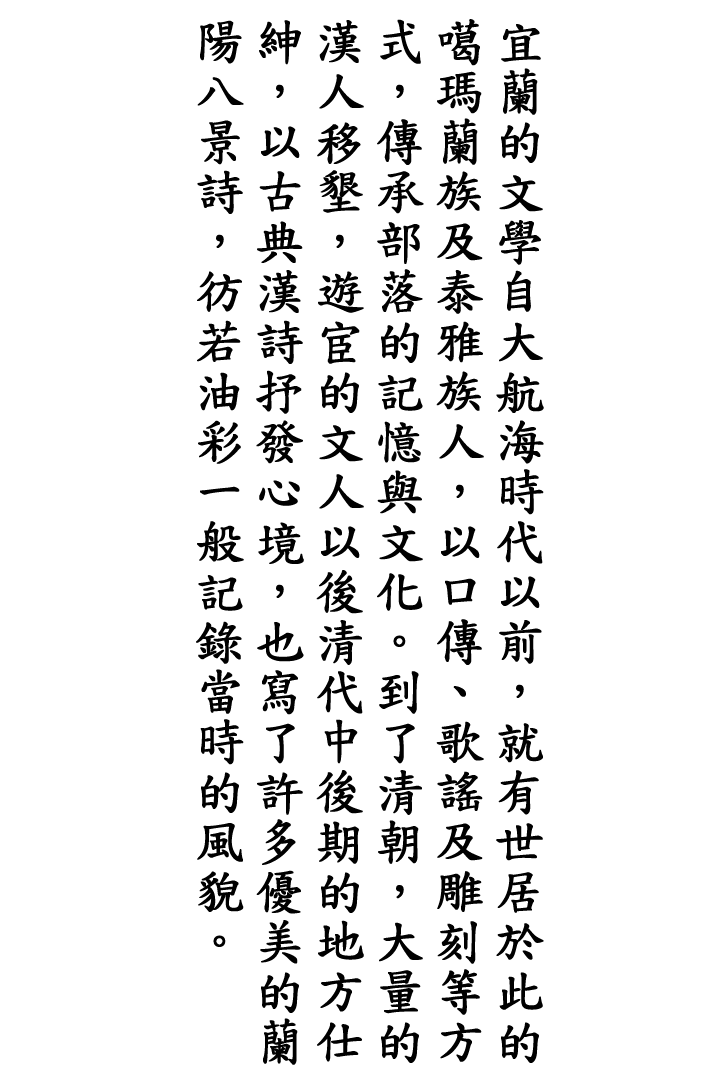 宜蘭的文學自大航海時代以前，就有世居於此的
噶瑪蘭族及泰雅族人，以口傳、歌謠及雕刻等方
式，傳承部落的記憶與文化。到了清朝，大量的
漢人移墾，遊宦的文人以後清代中後期的地方仕
紳，以古典漢詩抒發心境，也寫了許多優美的蘭
陽八景詩，彷若油彩一般記錄當時的風貌。